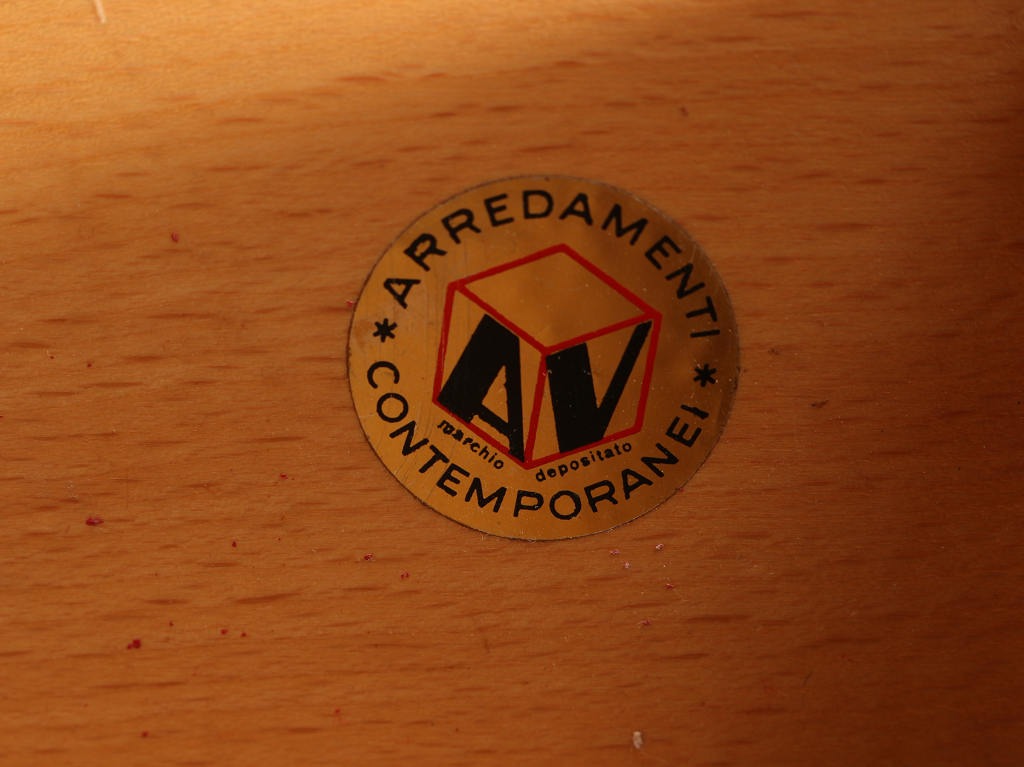 * ARREDAMENTI *
AV
marchio depositato
CONTEMPORANEI